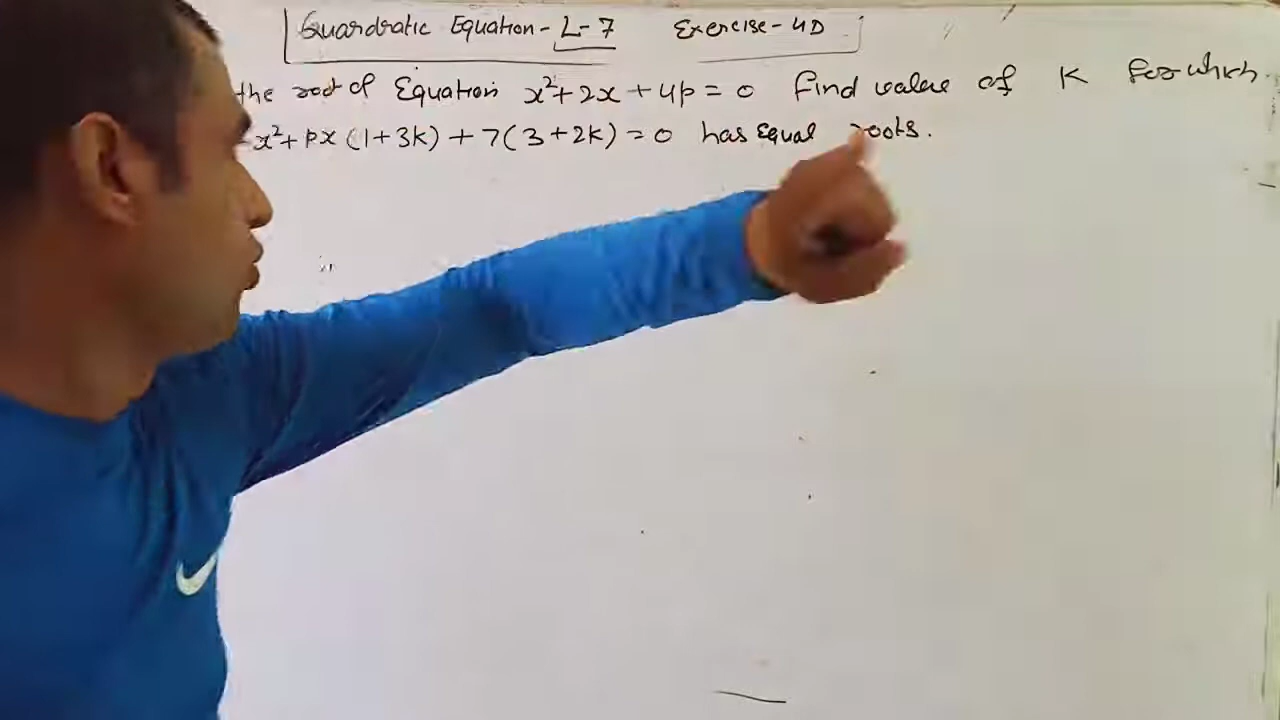 Quardratic Equation - L-7 Exercise - 4D
the root of Equation x²+2x+4p=0 find value of K for which
x²+px(1+3k)+7(3+2k)=0 has Equal roots.